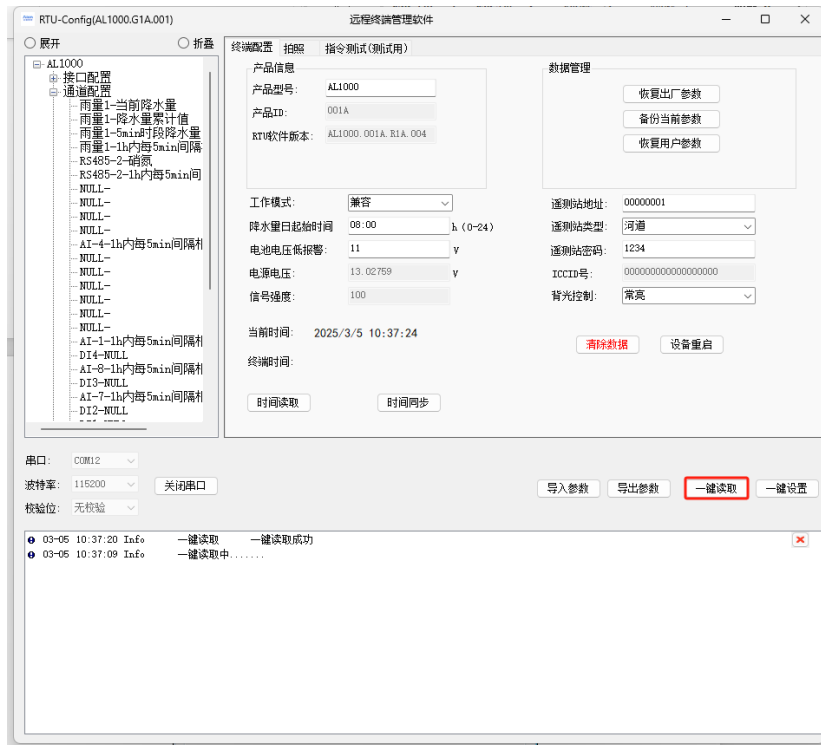 RTU-Config(AL1000.G1A.001)
远程终端管理软件
展开
折叠
AL1000
接口配置
通道配置
雨量1-当前降水量
雨量1-降水量累计值
雨量1-5min时段降水量
雨量1-1h内每5min间隔
RS485-2-硝氮
RS485-2-1h内每5min间
NULL-
NULL-
NULL-
NULL-
AI-4-1h内每5min间隔相
NULL-
NULL-
NULL-
NULL-
NULL-
NULL-
AI-1-1h内每5min间隔相
DI4-NULL
AI-8-1h内每5min间隔相
DI3-NULL
AI-7-1h内每5min间隔相
DI2-NULL
终端配置 拍照 指令测试(测试用)
产品信息
产品型号: AL1000
产品ID: 001A
RTU软件版本: AL1000.001A.R1A.004
数据管理
恢复出厂参数
备份当前参数
恢复用户参数
工作模式: 兼容
降水量日起始时间 08:00 h (0-24)
电池电压低报警: 11 V
电源电压: 13.02759 V
信号强度: 100
遥测站地址: 00000001
遥测站类型: 河道
遥测站密码: 1234
ICCID号: 000000000000000000
背光控制: 常亮
当前时间: 2025/3/5 10:37:24
终端时间:
清除数据 设备重启
时间读取 时间同步
串口: COM12
波特率: 115200 关闭串口
校验位: 无校验
导入参数 导出参数 一键读取 一键设置
03-05 10:37:20 Info 一键读取 一键读取成功
03-05 10:37:09 Info 一键读取中.......